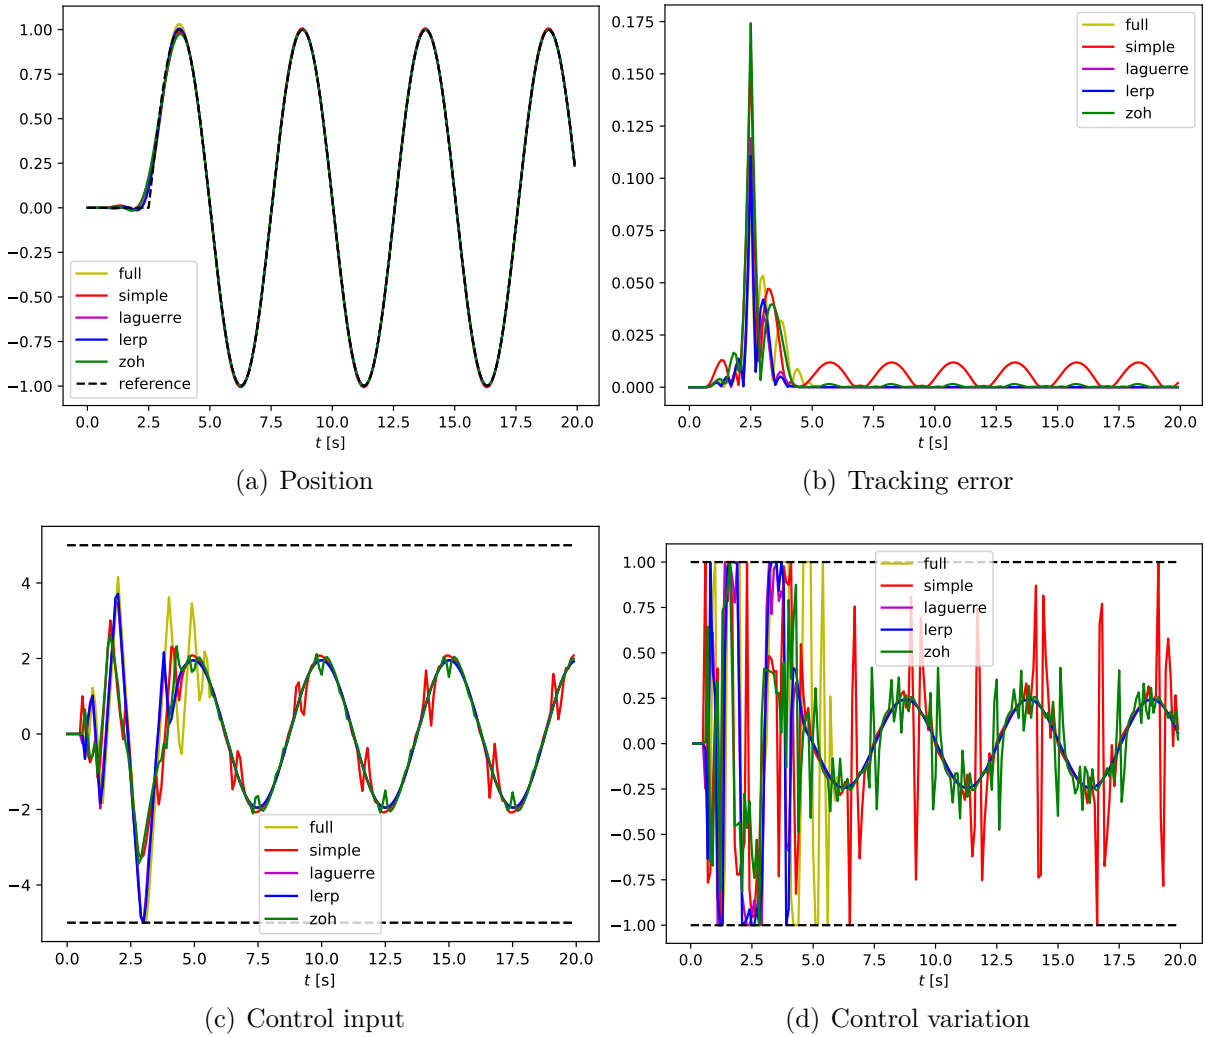 1.00
0.75
0.50
0.25
0.00
−0.25
−0.50
−0.75
−1.00
full
simple
laguerre
lerp
zoh
reference
0.0 2.5 5.0 7.5 10.0 12.5 15.0 17.5 20.0
t [s]
(a) Position
0.175
0.150
0.125
0.100
0.075
0.050
0.025
0.000
full
simple
laguerre
lerp
zoh
0.0 2.5 5.0 7.5 10.0 12.5 15.0 17.5 20.0
t [s]
(b) Tracking error
4
2
0
−2
−4
full
simple
laguerre
lerp
zoh
0.0 2.5 5.0 7.5 10.0 12.5 15.0 17.5 20.0
t [s]
(c) Control input
1.00
0.75
0.50
0.25
0.00
−0.25
−0.50
−0.75
−1.00
full
simple
laguerre
lerp
zoh
0.0 2.5 5.0 7.5 10.0 12.5 15.0 17.5 20.0
t [s]
(d) Control variation